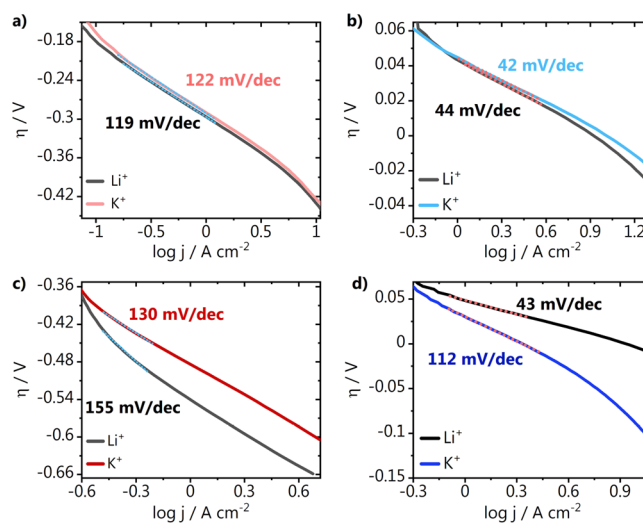 a)
-0.18
-0.24
-0.3
-0.36
-0.42
η / V
122 mV/dec
119 mV/dec
Li⁺
K⁺
-1 -0.5 0 0.5 1
log j / A cm⁻²
b)
0.06
0.04
0.02
0
-0.02
-0.04
η / V
42 mV/dec
44 mV/dec
Li⁺
K⁺
-0.3 0 0.3 0.6 0.9 1.2
log j / A cm⁻²
c)
-0.36
-0.42
-0.48
-0.54
-0.6
-0.66
η / V
130 mV/dec
155 mV/dec
Li⁺
K⁺
-0.6 -0.3 0 0.3 0.6
log j / A cm⁻²
d)
0.05
0
-0.05
-0.1
-0.15
η / V
43 mV/dec
112 mV/dec
Li⁺
K⁺
-0.3 0 0.3 0.6 0.9
log j / A cm⁻²